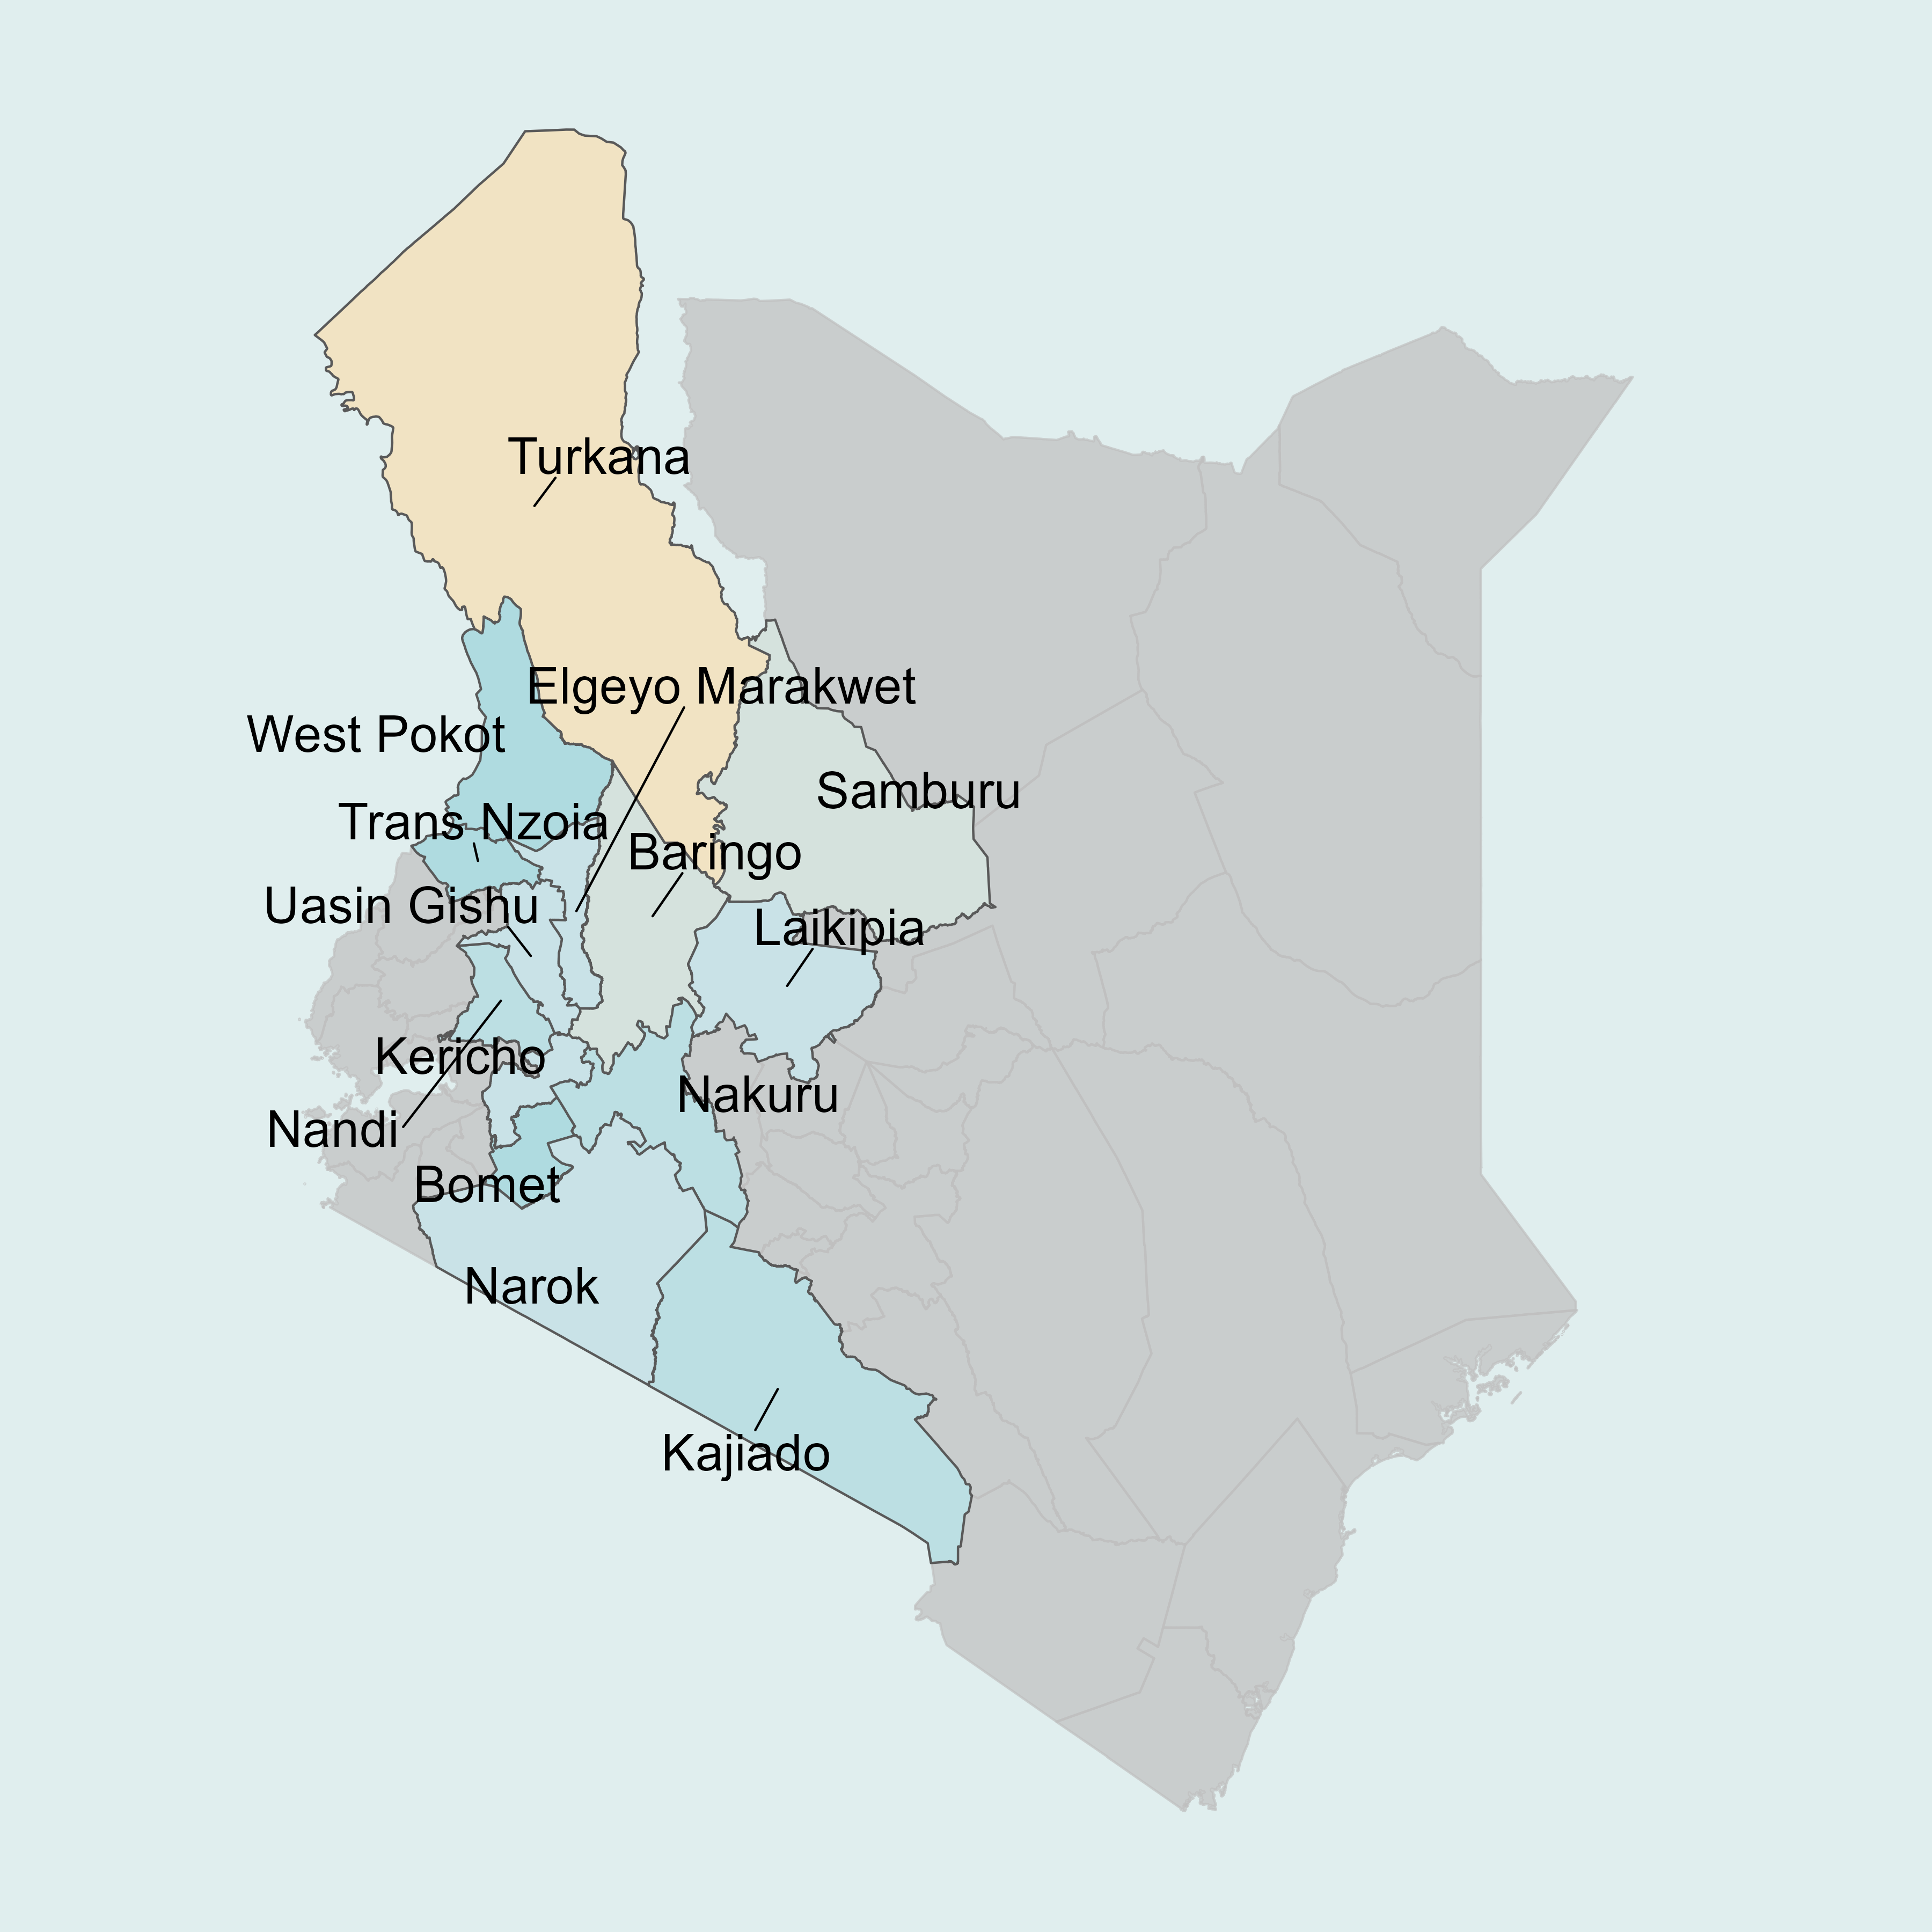 Turkana
Elgeyo Marakwet
West Pokot
Samburu
Trans Nzoia
Baringo
Uasin Gishu
Laikipia
Kericho
Nakuru
Nandi
Bomet
Narok
Kajiado